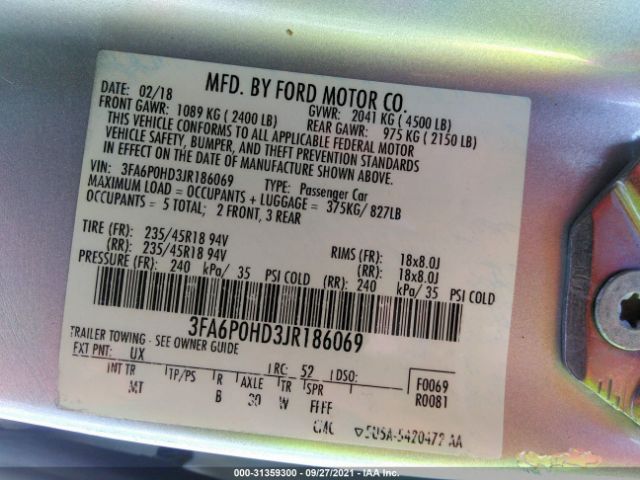 MFD. BY FORD MOTOR CO.
DATE: 02/18 GVWR: 2041 KG ( 4500 LB)
FRONT GAWR: 1089 KG ( 2400 LB) REAR GAWR: 975 KG ( 2150 LB)
THIS VEHICLE CONFORMS TO ALL APPLICABLE FEDERAL MOTOR
VEHICLE SAFETY, BUMPER, AND THEFT PREVENTION STANDARDS
IN EFFECT ON THE DATE OF MANUFACTURE SHOWN ABOVE.
VIN: 3FA6P0HD3JR186069 TYPE: Passenger Car
MAXIMUM LOAD = OCCUPANTS + LUGGAGE = 375KG/ 827LB
OCCUPANTS = 5 TOTAL; 2 FRONT, 3 REAR
TIRE (FR): 235/45R18 94V RIMS (FR): 18x8.0J
(RR): 235/45R18 94V (RR): 18x8.0J
PRESSURE (FR): 240 kPa/ 35 PSI COLD (RR): 240 kPa/ 35 PSI COLD
3FA6P0HD3JR186069
TRAILER TOWING - SEE OWNER GUIDE
EXT PNT: UX RC: 52 DSO: F0069
INT TR TP/PS R AXLE TR SPR R0081
MT B 30 W FFFF
▽5U5A-5420472 AA
000-31359300 - 09/27/2021 - IAA Inc.